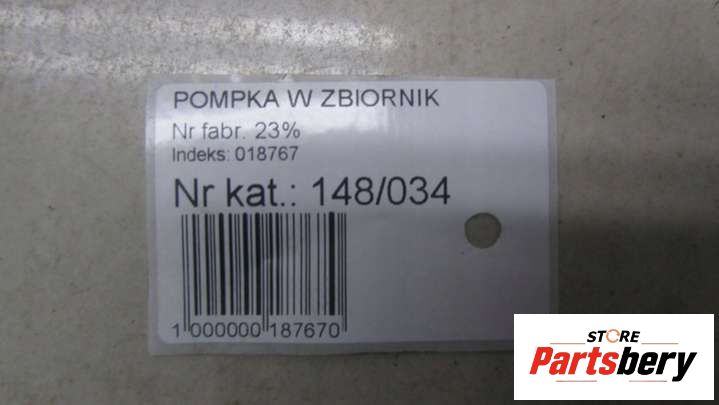 POMPKA W ZBIORNIK
Nr fabr. 23%
Indeks: 018767
Nr kat.: 148/034
1 000000 187670
STORE
Partsbery